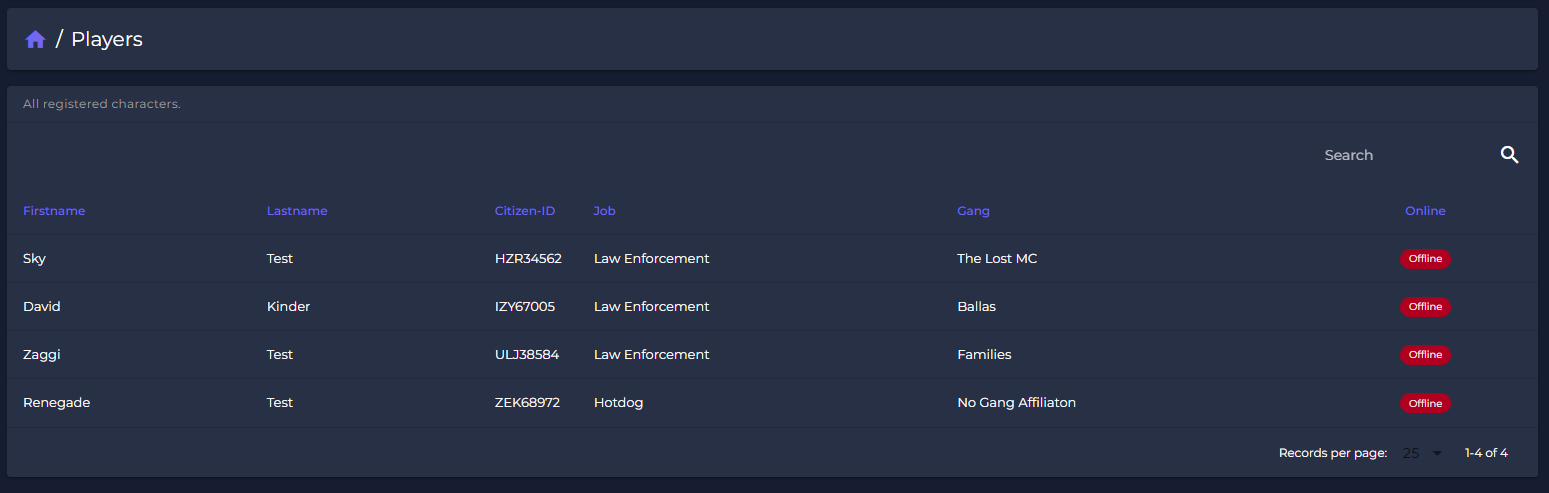 / Players
All registered characters.
Search
Firstname Lastname Citizen-ID Job Gang Online
Sky Test HZR34562 Law Enforcement The Lost MC Offline
David Kinder IZY67005 Law Enforcement Ballas Offline
Zaggi Test ULJ38584 Law Enforcement Families Offline
Renegade Test ZEK68972 Hotdog No Gang Affiliaton Offline
Records per page: 25 1-4 of 4